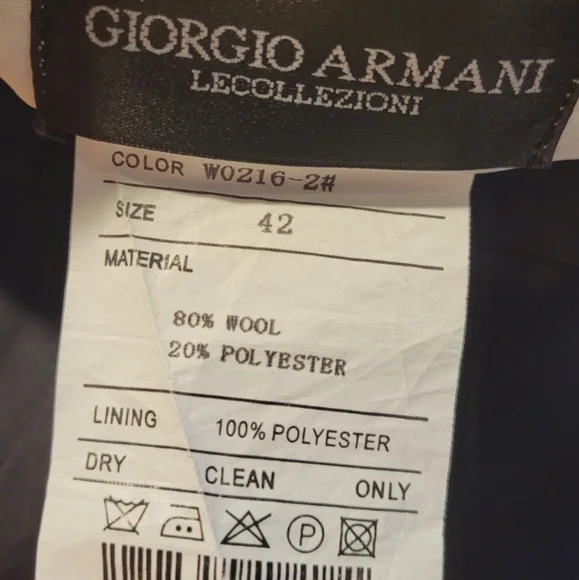 GIORGIO ARMANI
LECOLLEZIONI
COLOR W0216-2#
SIZE 42
MATERIAL
80% WOOL
20% POLYESTER
LINING 100% POLYESTER
DRY CLEAN ONLY
P